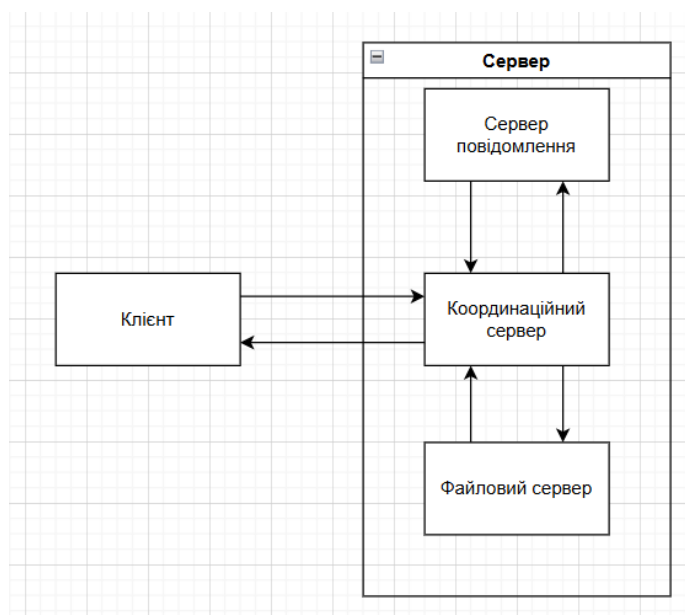 Сервер
Сервер
повідомлення
Клієнт
Координаційний
сервер
Файловий сервер